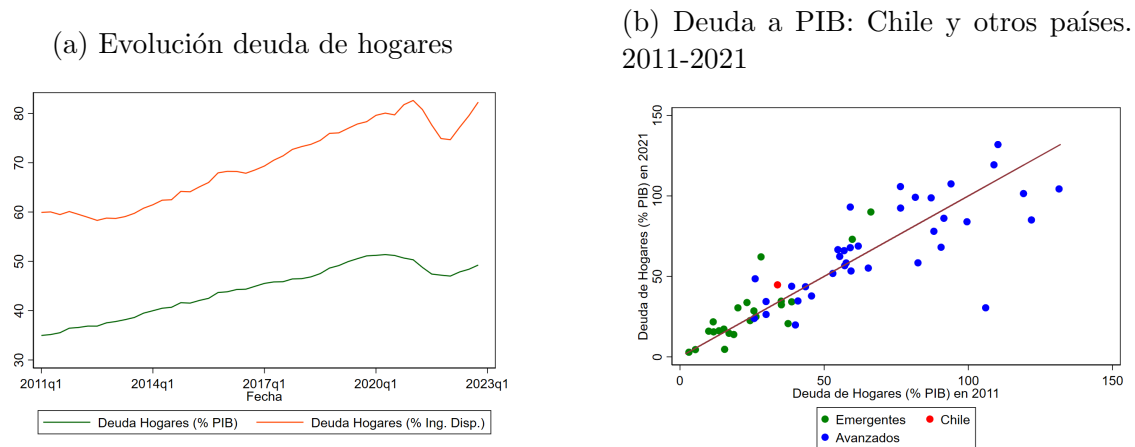 (a) Evolución deuda de hogares
80
70
60
50
40
30
2011q1 2014q1 2017q1 2020q1 2023q1
Fecha
Deuda Hogares (% PIB) Deuda Hogares (% Ing. Disp.)
(b) Deuda a PIB: Chile y otros países.
2011-2021
Deuda de Hogares (% PIB) en 2021
150
100
50
0
0 50 100 150
Deuda de Hogares (% PIB) en 2011
Emergentes Chile
Avanzados